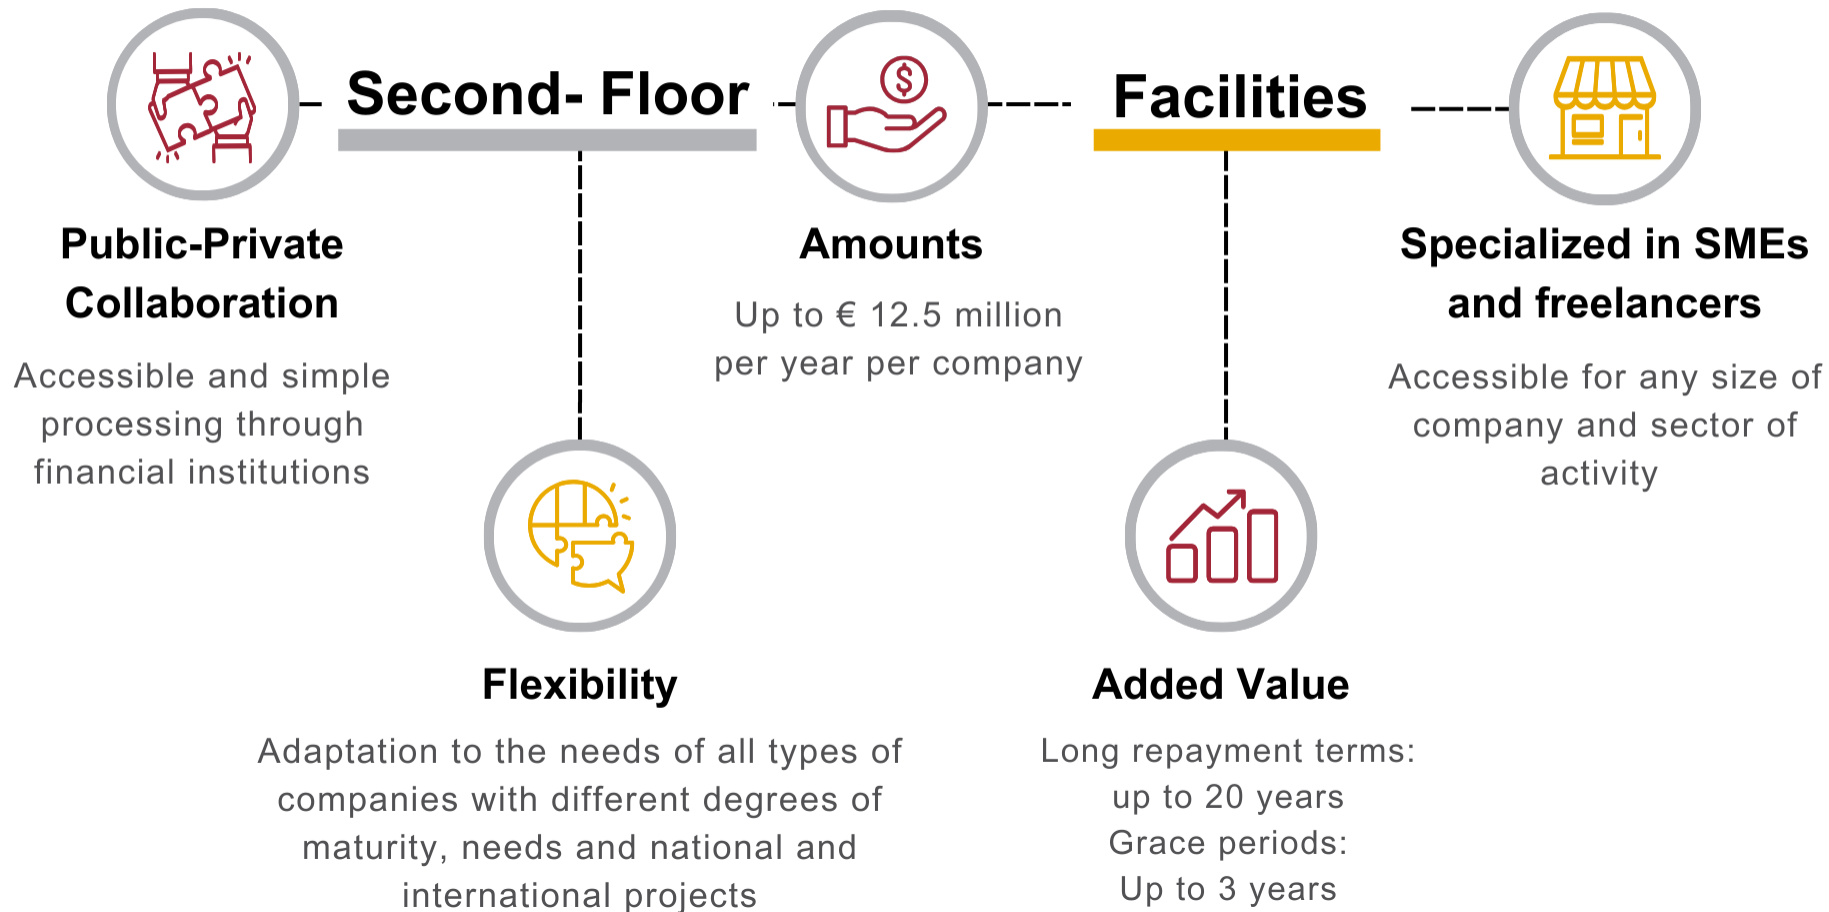 Second- Floor
Facilities
Public-Private
Collaboration
Accessible and simple
processing through
financial institutions
Amounts
Up to € 12.5 million
per year per company
Specialized in SMEs
and freelancers
Accessible for any size of
company and sector of
activity
Flexibility
Adaptation to the needs of all types of
companies with different degrees of
maturity, needs and national and
international projects
Added Value
Long repayment terms:
up to 20 years
Grace periods:
Up to 3 years
$